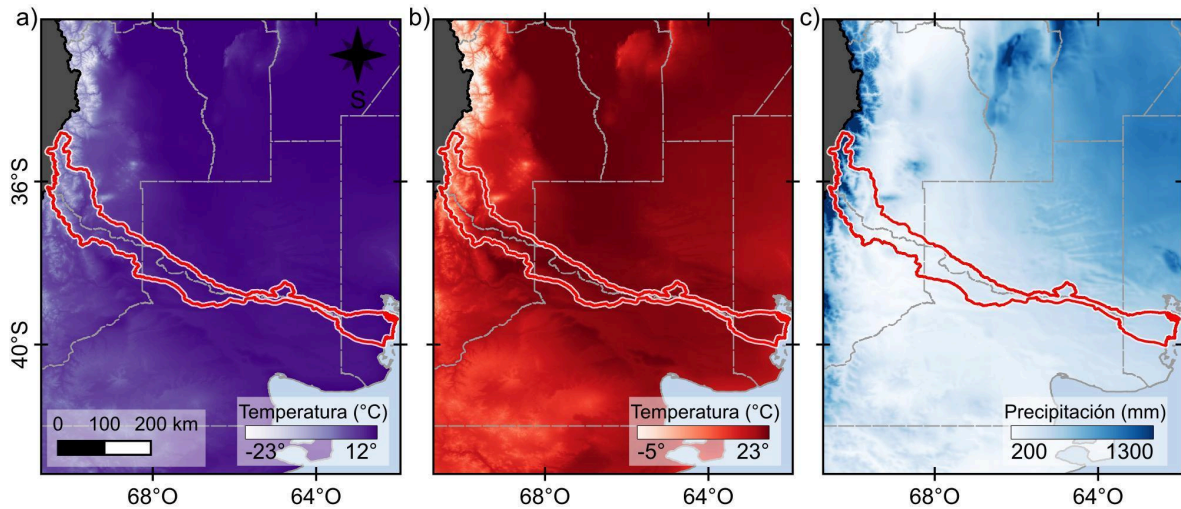 a)
S
36°S
40°S
0 100 200 km
Temperatura (°C)
-23° 12°
68°O 64°O
b)
Temperatura (°C)
-5° 23°
68°O 64°O
c)
Precipitación (mm)
200 1300
68°O 64°O